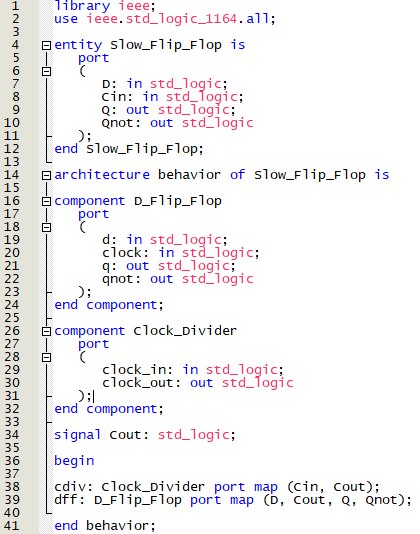 1 library ieee;
2 use ieee.std_logic_1164.all;
3
4 entity Slow_Flip_Flop is
5 port
6 (
7 D: in std_logic;
8 Cin: in std_logic;
9 Q: out std_logic;
10 Qnot: out std_logic
11 );
12 end Slow_Flip_Flop;
13
14 architecture behavior of Slow_Flip_Flop is
15
16 component D_Flip_Flop
17 port
18 (
19 d: in std_logic;
20 clock: in std_logic;
21 q: out std_logic;
22 qnot: out std_logic
23 );
24 end component;
25
26 component Clock_Divider
27 port
28 (
29 clock_in: in std_logic;
30 clock_out: out std_logic
31 );
32 end component;
33
34 signal Cout: std_logic;
35
36 begin
37
38 cdiv: Clock_Divider port map (Cin, Cout);
39 dff: D_Flip_Flop port map (D, Cout, Q, Qnot);
40
41 end behavior;